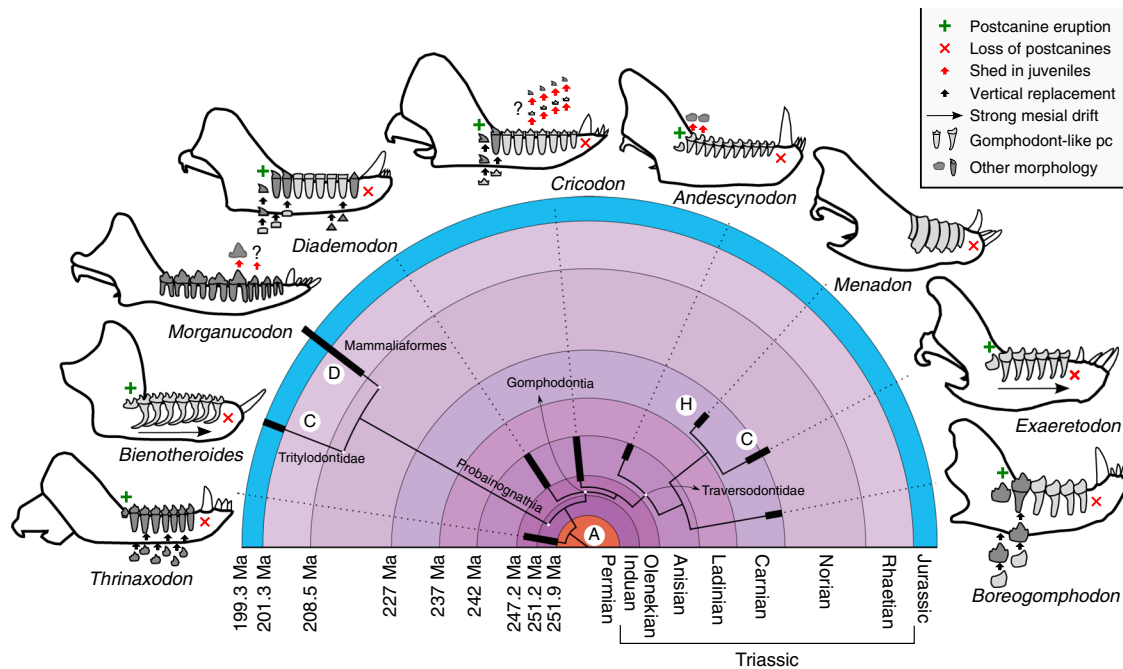 Postcanine eruption
Loss of postcanines
Shed in juveniles
Vertical replacement
Strong mesial drift
Gomphodont-like pc
Other morphology
?
Cricodon
Andescynodon
Diademodon
?
Menadon
Morganucodon
Mammaliaformes
D
Gomphodontia
H
C
C
Exaeretodon
Bienotheroides
Tritylodontidae
Probainognathia
Traversodontidae
A
Thrinaxodon
Boreogomphodon
199.3 Ma
201.3 Ma
208.5 Ma
227 Ma
237 Ma
242 Ma
247.2 Ma
251.2 Ma
251.9 Ma
Permian
Induan
Olenekian
Anisian
Ladinian
Carnian
Norian
Rhaetian
Jurassic
Triassic